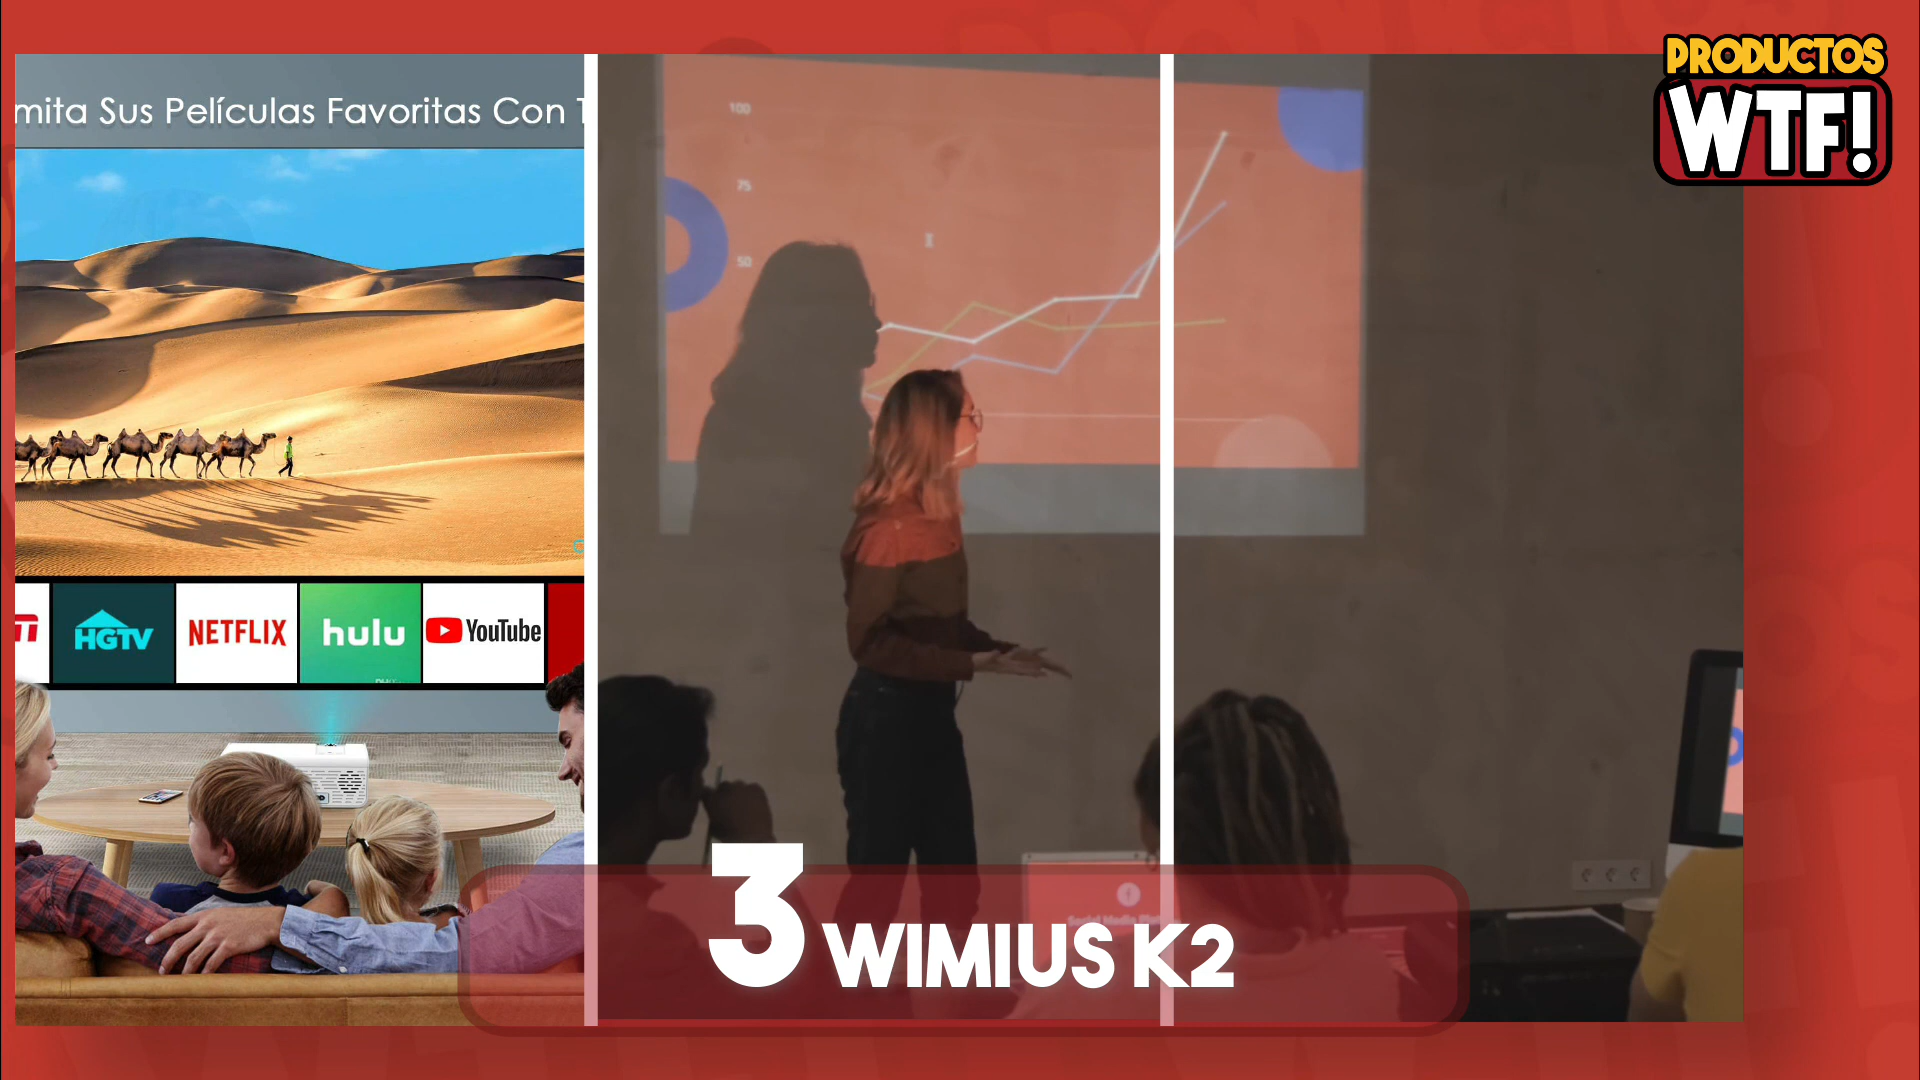 PRODUCTOS
WTF!
mita Sus Películas Favoritas Con
100
75
50
HGTV
NETFLIX
hulu
YouTube
3 WIMIUS K2